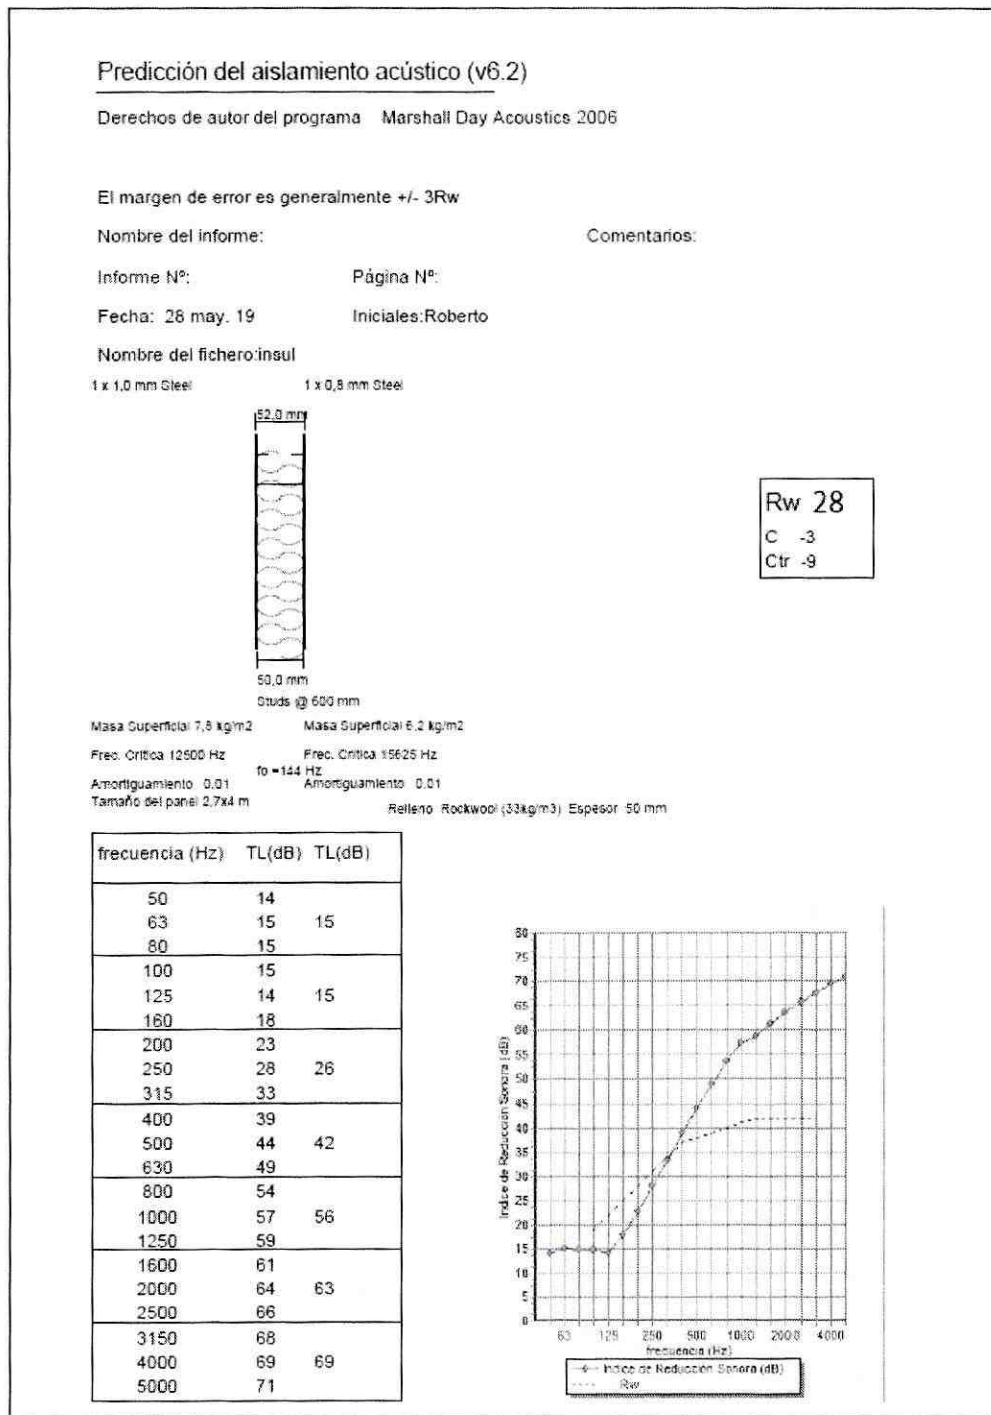 Predicción del aislamiento acústico (v6.2)
Derechos de autor del programa Marshall Day Acoustics 2006
El margen de error es generalmente +/- 3Rw
Nombre del informe: Comentarios:
Informe Nº: Página Nº:
Fecha: 28 may. 19 Iniciales:Roberto
Nombre del fichero:insul
1 x 1,0 mm Steel 1 x 0,8 mm Steel
52,0 mm
Rw 28
C -3
Ctr -9
50,0 mm
Studs @ 600 mm
Masa Superficial 7,8 kg/m2 Masa Superficial 6,2 kg/m2
Frec. Crítica 12500 Hz Frec. Crítica 15625 Hz
fo =144 Hz
Amortiguamiento 0,01 Amortiguamiento 0,01
Tamaño del panel 2,7x4 m
Relleno Rockwool (33kg/m3) Espesor 50 mm
frecuencia (Hz) TL(dB) TL(dB)
50 14
63 15 15
80 15
100 15
125 14 15
160 18
200 23
250 28 26
315 33
400 39
500 44 42
630 49
800 54
1000 57 56
1250 59
1600 61
2000 64 63
2500 66
3150 68
4000 69 69
5000 71
Indice de Reducción Sonora (dB)
80
75
70
65
60
55
50
45
40
35
30
25
20
15
10
5
0
63 125 250 500 1000 2000 4000
frecuencia (Hz)
Indice de Reducción Sonora (dB)
Rw